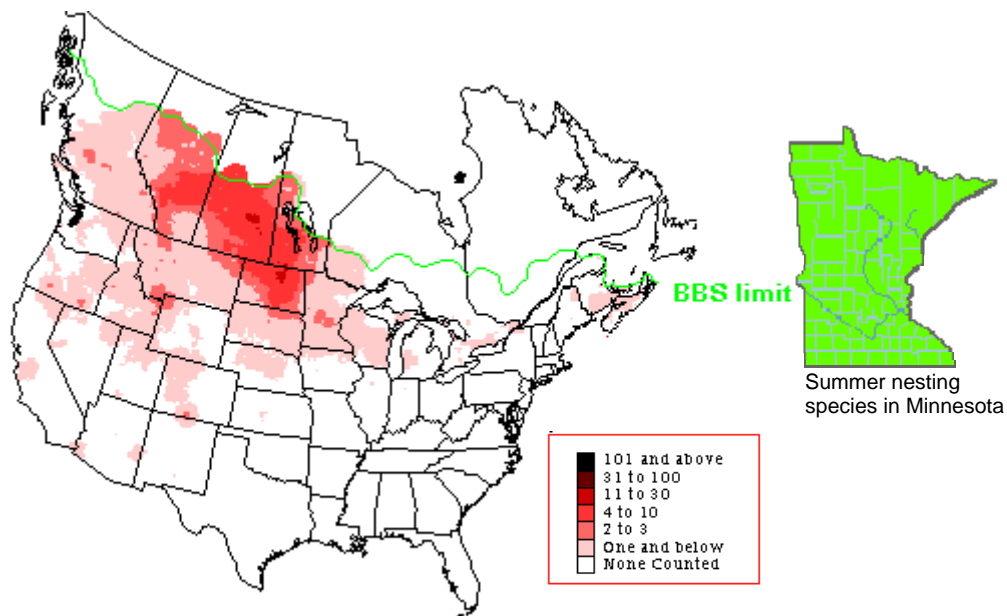 BBS limit
Summer nesting
species in Minnesota
101 and above
31 to 100
11 to 30
4 to 10
2 to 3
One and below
None Counted